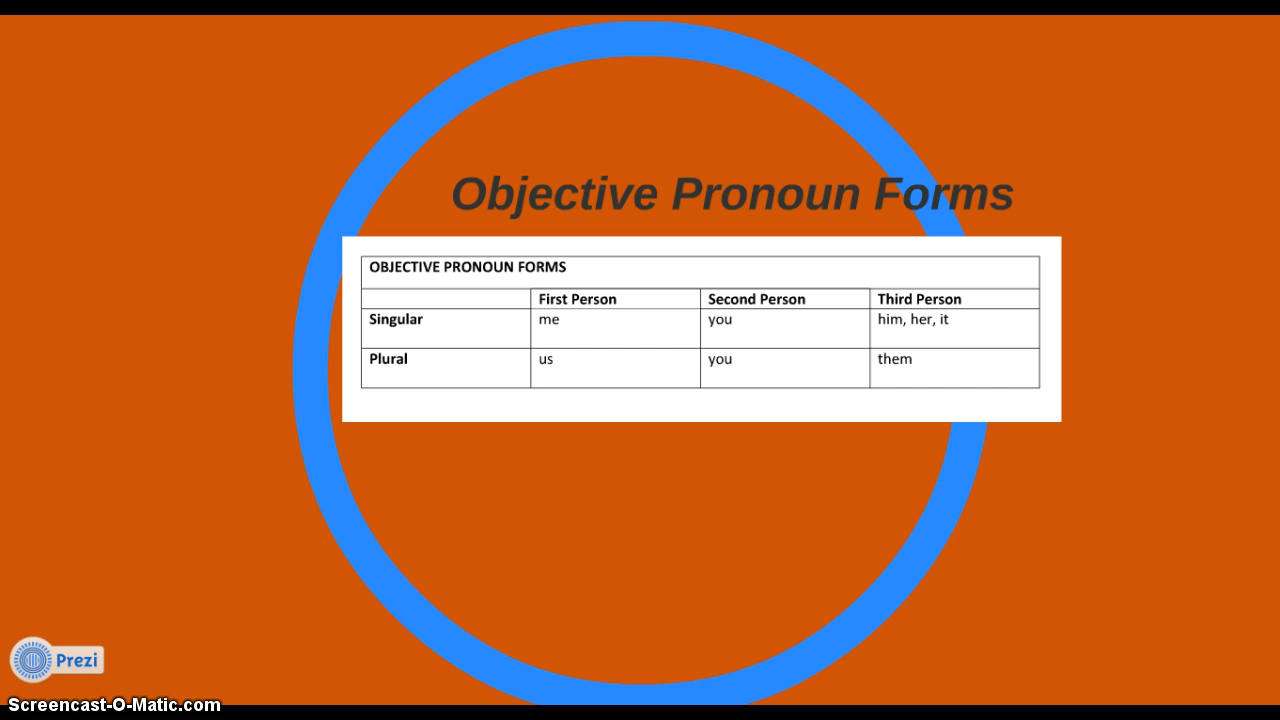 Objective Pronoun Forms
OBJECTIVE PRONOUN FORMS
First Person Second Person Third Person
Singular me you him, her, it
Plural us you them
Prezi
Screencast-O-Matic.com